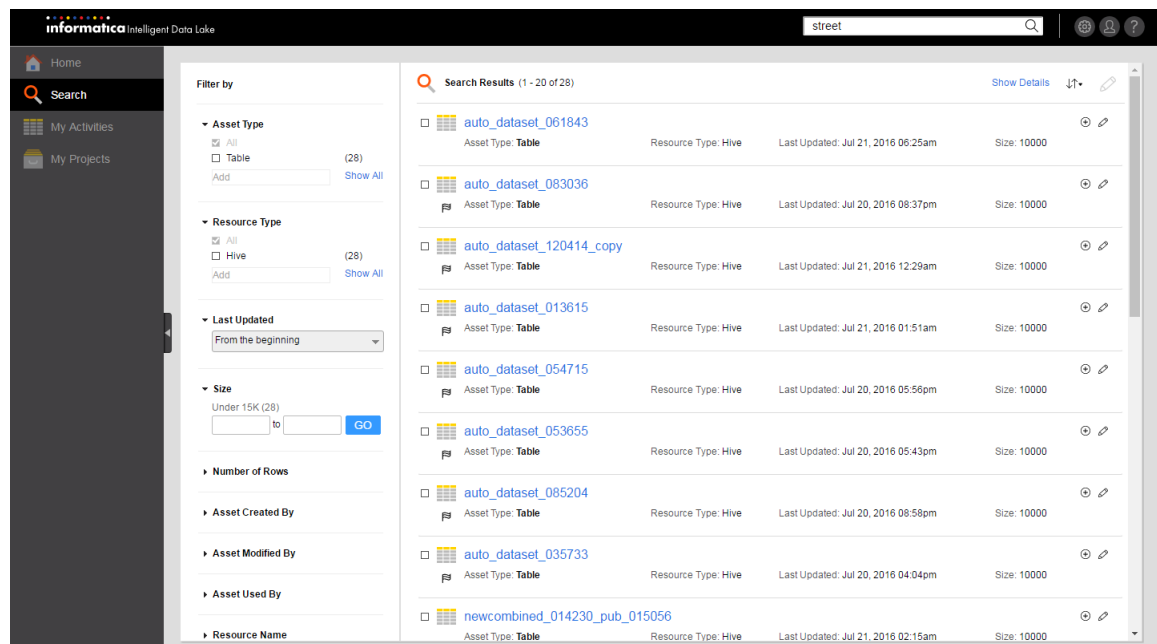 informatica Intelligent Data Lake
street
?
Home
Search
My Activities
My Projects
Filter by
Asset Type
All
Table (28)
Add Show All
Resource Type
All
Hive (28)
Add Show All
Last Updated
From the beginning
Size
Under 15K (28)
to GO
Number of Rows
Asset Created By
Asset Modified By
Asset Used By
Resource Name
Search Results (1 - 20 of 28) Show Details
auto_dataset_061843
Asset Type: Table Resource Type: Hive Last Updated: Jul 21, 2016 06:25am Size: 10000
auto_dataset_083036
Asset Type: Table Resource Type: Hive Last Updated: Jul 20, 2016 08:37pm Size: 10000
auto_dataset_120414_copy
Asset Type: Table Resource Type: Hive Last Updated: Jul 21, 2016 12:29am Size: 10000
auto_dataset_013615
Asset Type: Table Resource Type: Hive Last Updated: Jul 21, 2016 01:51am Size: 10000
auto_dataset_054715
Asset Type: Table Resource Type: Hive Last Updated: Jul 20, 2016 05:56pm Size: 10000
auto_dataset_053655
Asset Type: Table Resource Type: Hive Last Updated: Jul 20, 2016 05:43pm Size: 10000
auto_dataset_085204
Asset Type: Table Resource Type: Hive Last Updated: Jul 20, 2016 08:58pm Size: 10000
auto_dataset_035733
Asset Type: Table Resource Type: Hive Last Updated: Jul 20, 2016 04:04pm Size: 10000
newcombined_014230_pub_015056
Asset Type: Table Resource Type: Hive Last Updated: Jul 21, 2016 02:15am Size: 10000